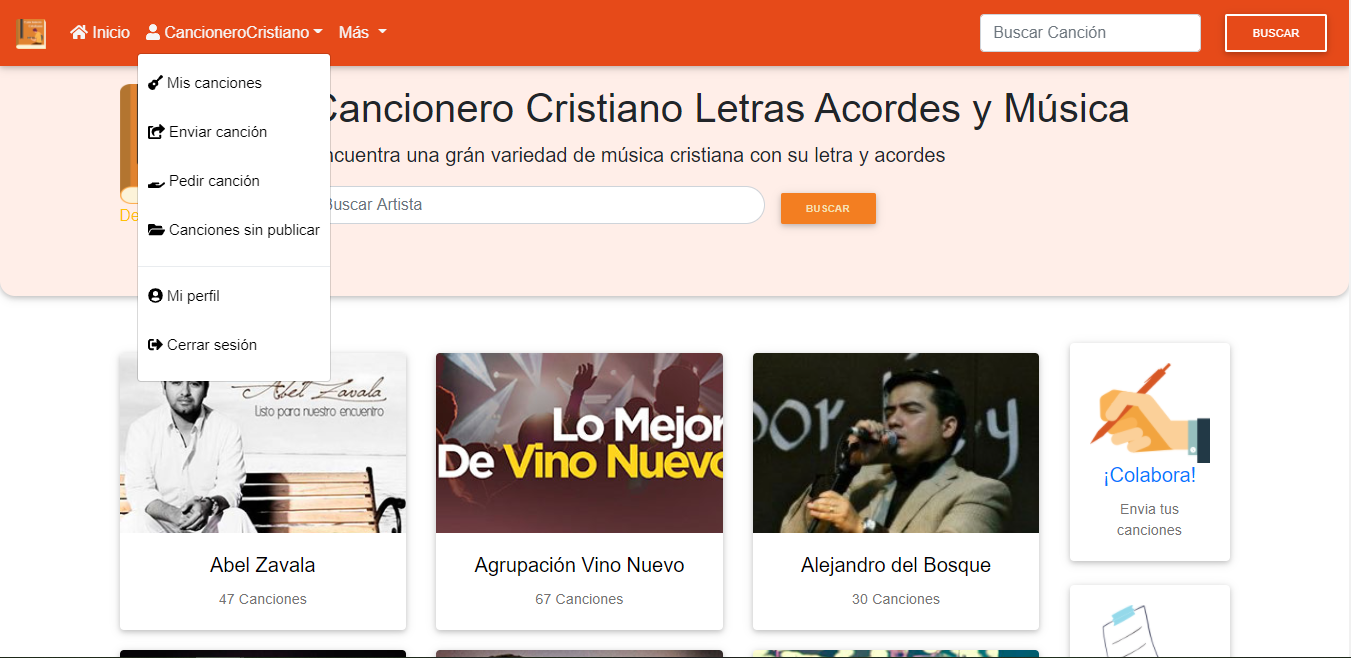 Inicio
CancioneroCristiano
Más
Buscar Canción
BUSCAR
Mis canciones
Enviar canción
Pedir canción
Canciones sin publicar
Mi perfil
Cerrar sesión
Cancionero Cristiano Letras Acordes y Música
ncuentra una grán variedad de música cristiana con su letra y acordes
De
Buscar Artista
BUSCAR
Abel Zavala
Listo para nuestro encuentro
Lo Mejor
De Vino Nuevo
por
y
¡Colabora!
Envia tus
canciones
Abel Zavala
47 Canciones
Agrupación Vino Nuevo
67 Canciones
Alejandro del Bosque
30 Canciones